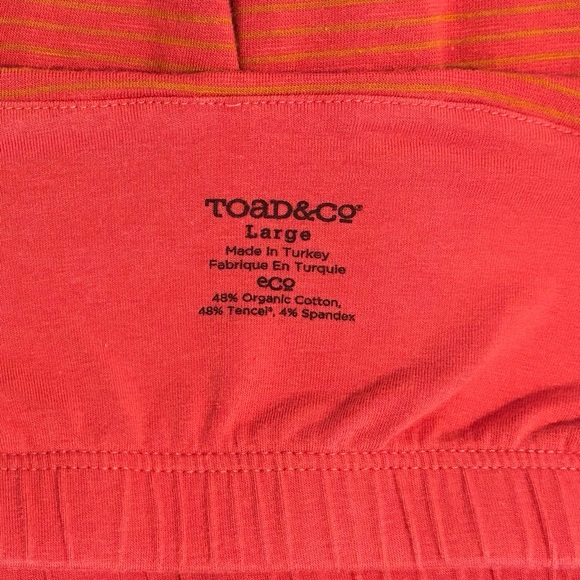 TOAD&CO®
Large
Made In Turkey
Fabrique En Turquie
eco
48% Organic Cotton,
48% Tencel®, 4% Spandex